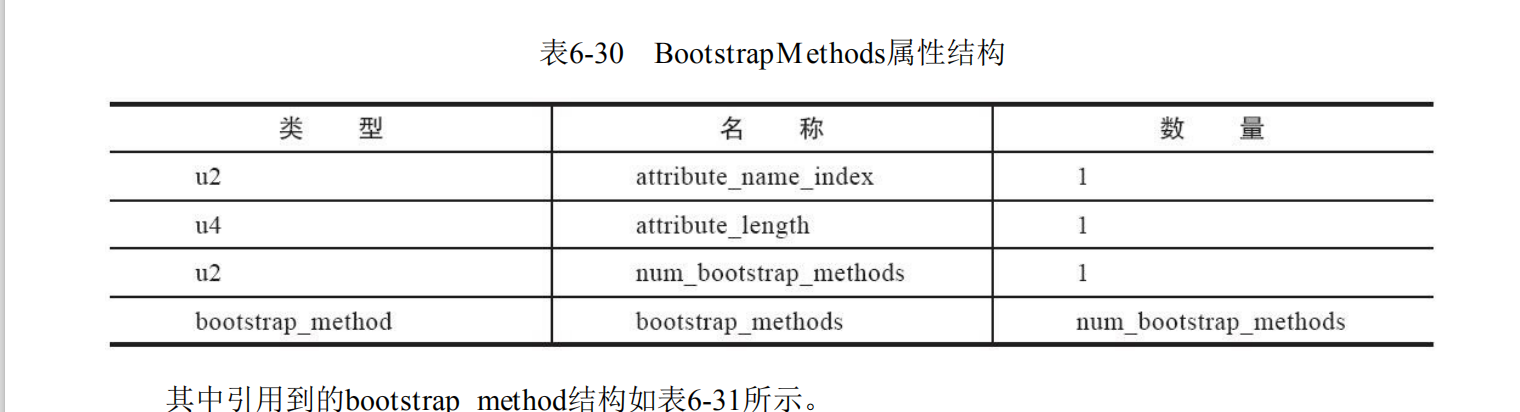 表6-30 BootstrapMethods属性结构
类 型 名 称 数 量
u2 attribute_name_index 1
u4 attribute_length 1
u2 num_bootstrap_methods 1
bootstrap_method bootstrap_methods num_bootstrap_methods
其中引用到的bootstrap_method结构如表6-31所示。